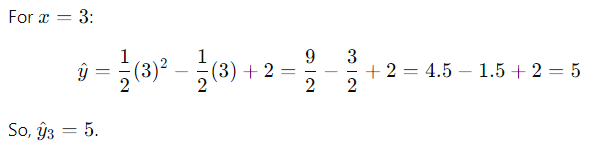 For x = 3:
ŷ = 1/2(3)² − 1/2(3) + 2 = 9/2 − 3/2 + 2 = 4.5 − 1.5 + 2 = 5
So, ŷ₃ = 5.